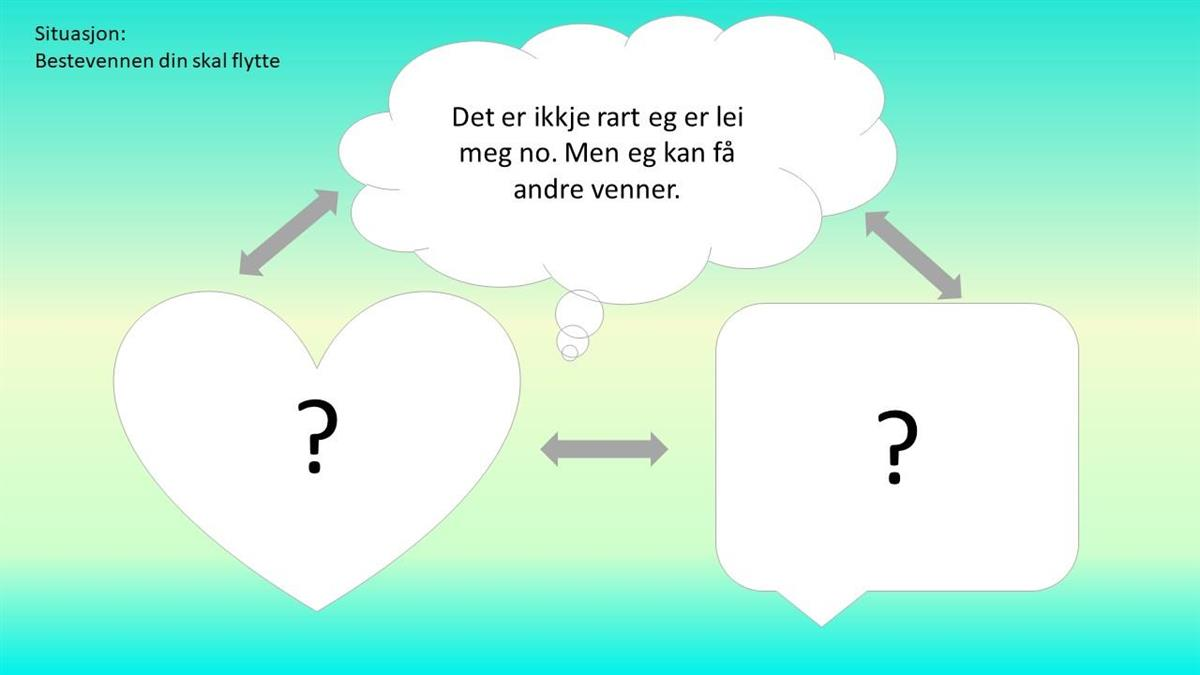 Situasjon:
Bestevennen din skal flytte
Det er ikkje rart eg er lei
meg no. Men eg kan få
andre venner.
?
?